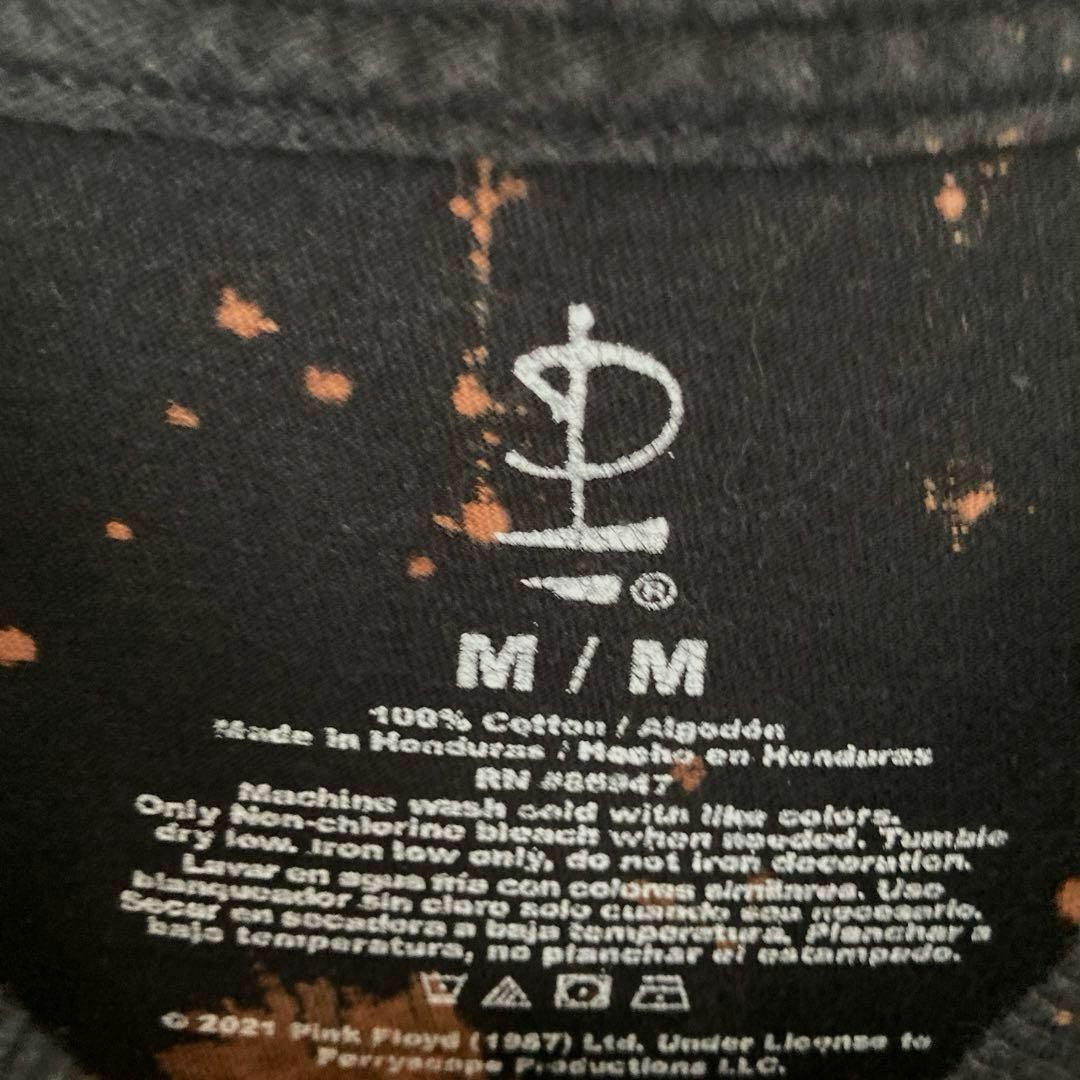 ®
M / M
100% Cotton / Algodón
Made in Honduras / Hecho en Honduras
RN #88947
Machine wash cold with like colors.
Only Non-chlorine bleach when needed. Tumble
dry low. Iron low only, do not iron decoration.
Lavar en agua fria con colores similares. Use
blanqueador sin cloro solo cuando sea necesario.
Secar en secadora a baja temperatura. Planchar a
baja temperatura, no planchar el estampado.
© 2021 Pink Floyd (1987) Ltd. Under License to
Perryscope Productions LLC.